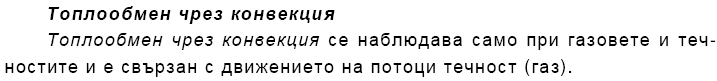 Топлообмен чрез конвекция
Топлообмен чрез конвекция се наблюдава само при газовете и теч-
ностите и е свързан с движението на потоци течност (газ).